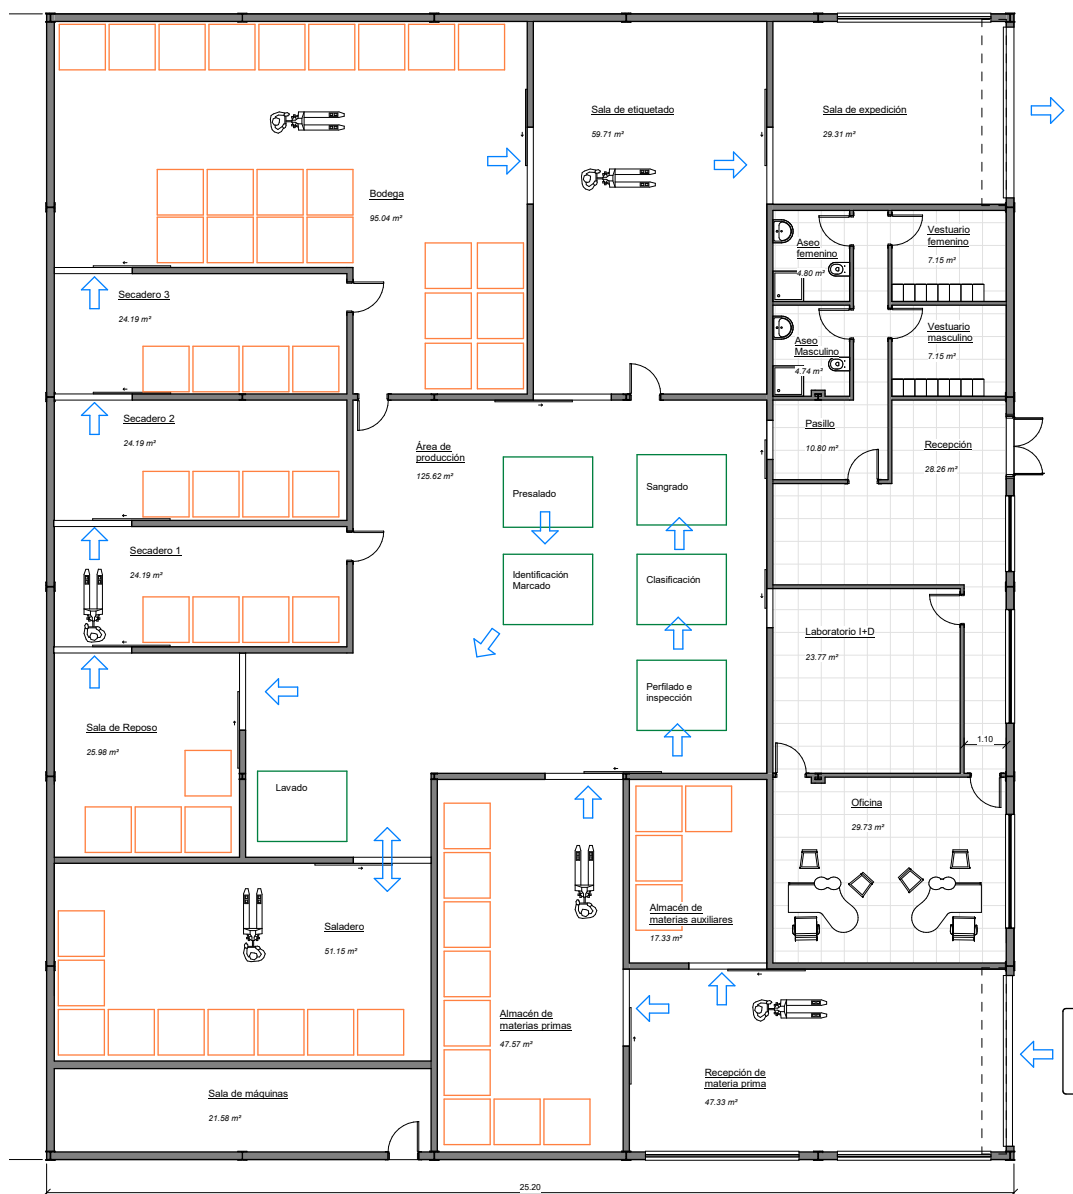 Sala de etiquetado
59.71 m²
Sala de expedición
29.31 m²
Bodega
95.04 m²
Aseo
femenino
4.80 m²
Vestuario
femenino
7.15 m²
Secadero 3
24.19 m²
Aseo
Masculino
4.74 m²
Vestuario
masculino
7.15 m²
Secadero 2
24.19 m²
Área de
producción
125.62 m²
Pasillo
10.80 m²
Recepción
28.26 m²
Presalado
Sangrado
Secadero 1
24.19 m²
Identificación
Marcado
Clasificación
Laboratorio I+D
23.77 m²
Perfilado e
inspección
Sala de Reposo
25.98 m²
1.10
Lavado
Oficina
29.73 m²
Almacén de
materias auxiliares
17.33 m²
Saladero
51.15 m²
Almacén de
materias primas
47.57 m²
Recepción de
materia prima
47.33 m²
Sala de máquinas
21.58 m²
25.20